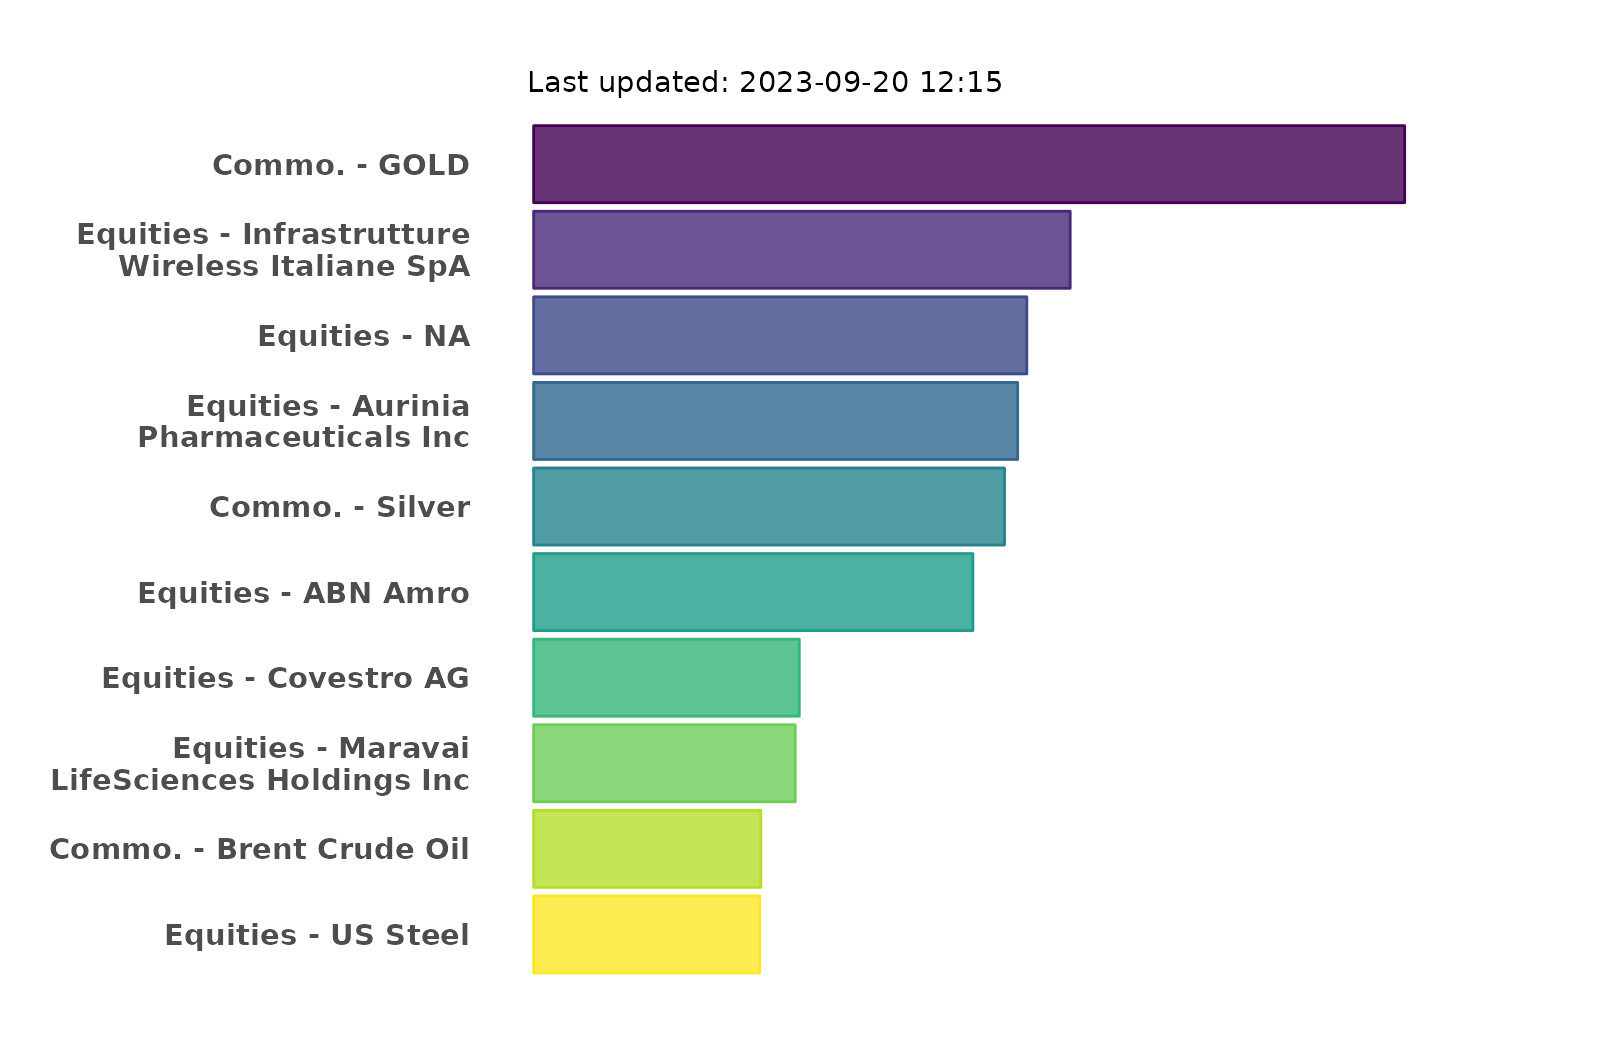 Last updated: 2023-09-20 12:15
Commo. - GOLD
Equities - Infrastrutture
Wireless Italiane SpA
Equities - NA
Equities - Aurinia
Pharmaceuticals Inc
Commo. - Silver
Equities - ABN Amro
Equities - Covestro AG
Equities - Maravai
LifeSciences Holdings Inc
Commo. - Brent Crude Oil
Equities - US Steel